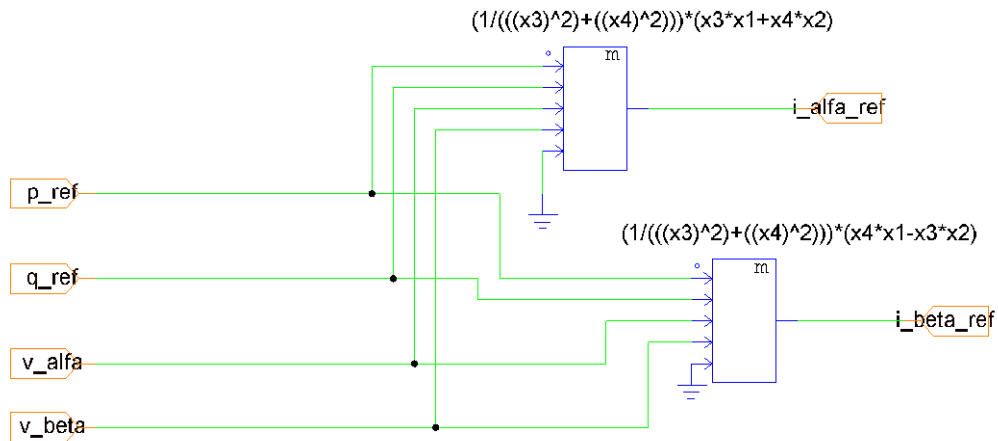 (1/(((x3)^2)+((x4)^2)))*(x3*x1+x4*x2)
m
i_alfa_ref
p_ref
(1/(((x3)^2)+((x4)^2)))*(x4*x1-x3*x2)
m
q_ref
i_beta_ref
v_alfa
v_beta